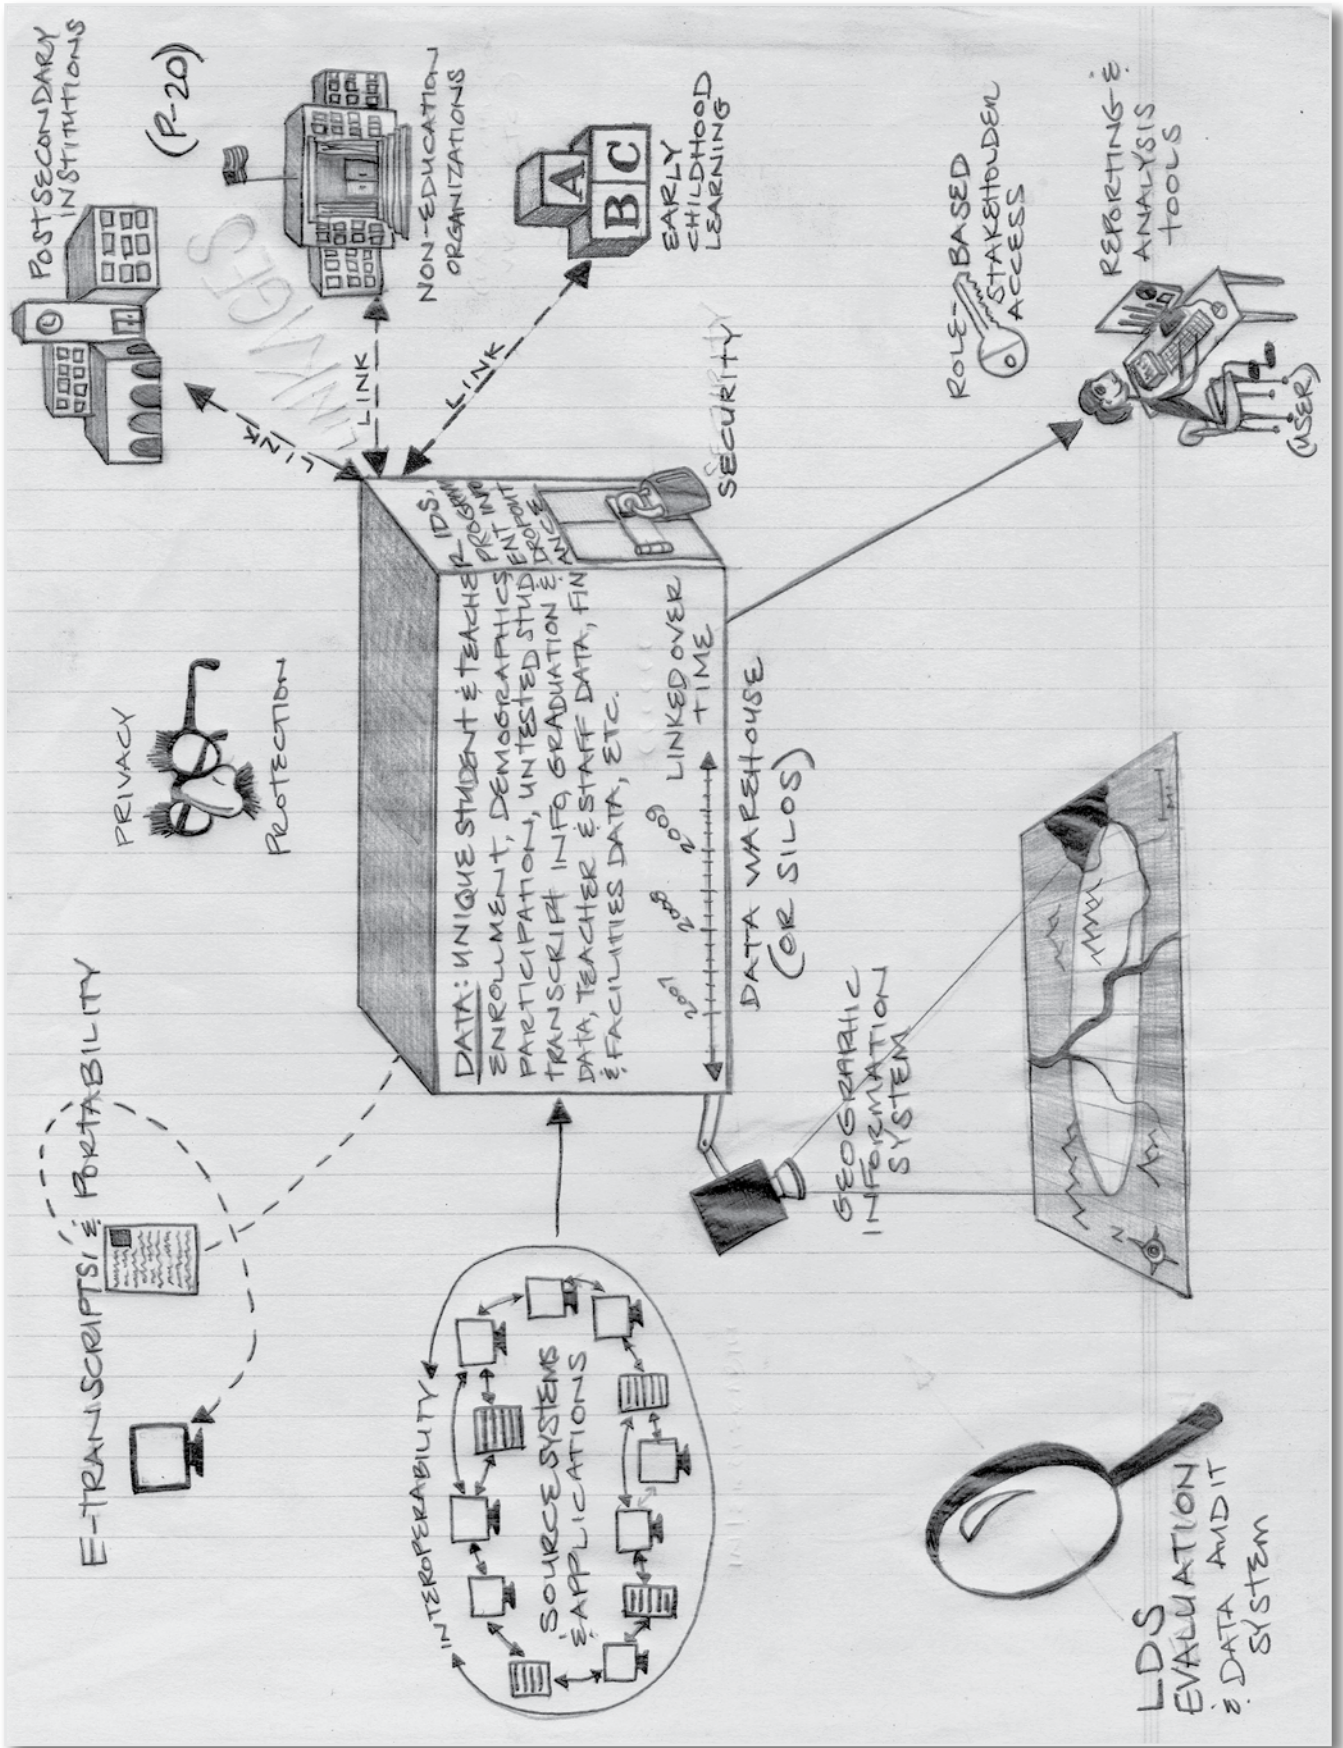 E-TRANSCRIPTS & PORTABILITY
PRIVACY
PROTECTION
POSTSECONDARY
INSTITUTIONS
(P-20)
LINKAGES
LINK
LINK
LINK
NON-EDUCATION
ORGANIZATIONS
A
B C
EARLY
CHILDHOOD
LEARNING
INTEROPERABILITY
SOURCE SYSTEMS
& APPLICATIONS
DATA: UNIQUE STUDENT & TEACHER IDS,
ENROLLMENT, DEMOGRAPHICS, PROGRAM
PARTICIPATION, UNTESTED STUDENT INFO
TRANSCRIPT INFO, GRADUATION & DROPOUT
DATA, TEACHER & STAFF DATA, FINANCE
& FACILITIES DATA, ETC.
2007 2008 2009
LINKED OVER
TIME
SECURITY
DATA WAREHOUSE
(OR SILOS)
GEOGRAPHIC
INFORMATION
SYSTEM
N
ROLE-BASED
STAKEHOLDER
ACCESS
REPORTING &
ANALYSIS
TOOLS
(USER)
LDS
EVALUATION
& DATA AUDIT
SYSTEM